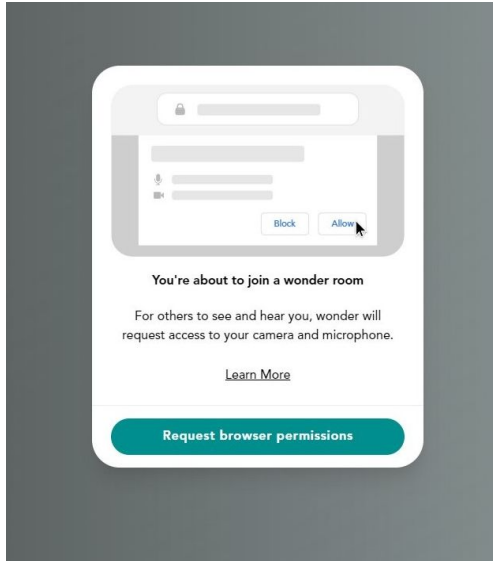 Block Allow
You're about to join a wonder room
For others to see and hear you, wonder will
request access to your camera and microphone.
Learn More
Request browser permissions